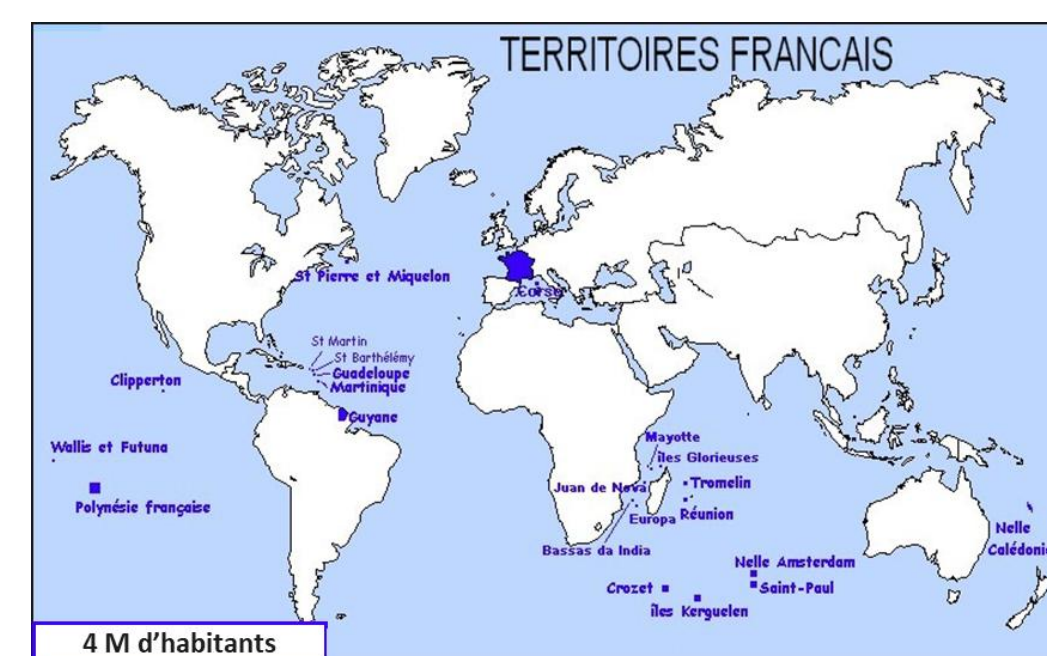 TERRITOIRES FRANCAIS
St Pierre et Miquelon
Corse
St Martin
St Barthélémy
Guadeloupe
Martinique
Clipperton
Guyane
Wallis et Futuna
Polynésie française
Mayotte
îles Glorieuses
Juan de Nova
Tromelin
Europa
Réunion
Bassas da India
Nelle
Calédonie
Nelle Amsterdam
Crozet
Saint-Paul
îles Kerguelen
4 M d’habitants